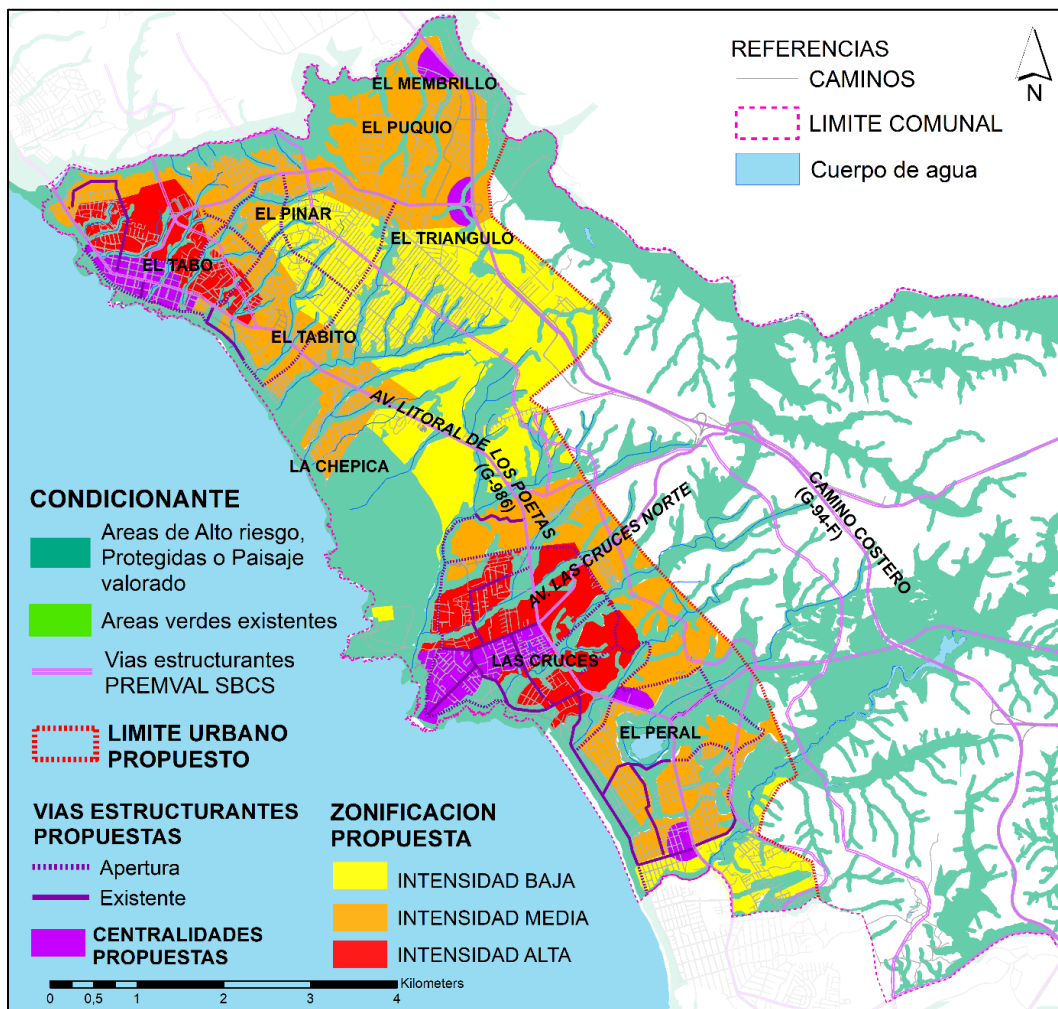 REFERENCIAS
CAMINOS
LIMITE COMUNAL
Cuerpo de agua
N
EL MEMBRILLO
EL PUQUIO
EL PINAR
EL TRIANGULO
EL TABO
EL TABITO
AV. LITORAL DE LOS POETAS
(G-986)
LA CHEPICA
AV. LAS CRUCES NORTE
CAMINO COSTERO
(G-94-F)
LAS CRUCES
EL PERAL
CONDICIONANTE
Areas de Alto riesgo,
Protegidas o Paisaje
valorado
Areas verdes existentes
Vias estructurantes
PREMVAL SBCS
LIMITE URBANO
PROPUESTO
VIAS ESTRUCTURANTES
PROPUESTAS
Apertura
Existente
CENTRALIDADES
PROPUESTAS
ZONIFICACION
PROPUESTA
INTENSIDAD BAJA
INTENSIDAD MEDIA
INTENSIDAD ALTA
Kilometers
0 0,5 1 2 3 4